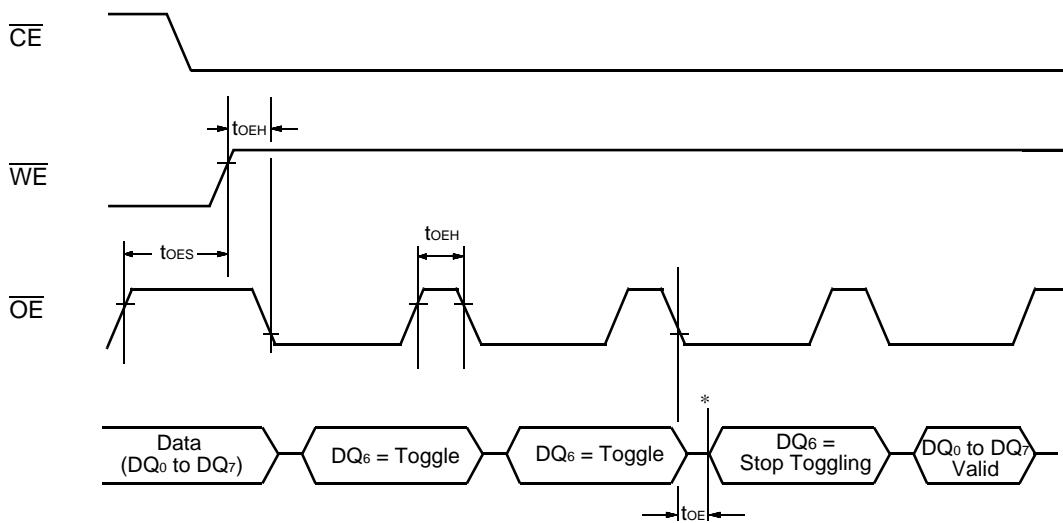 CE
tOEH
WE
tOES
tOEH
OE
*
Data
(DQ0 to DQ7)
DQ6 = Toggle
DQ6 = Toggle
DQ6 =
Stop Toggling
DQ0 to DQ7
Valid
tOE